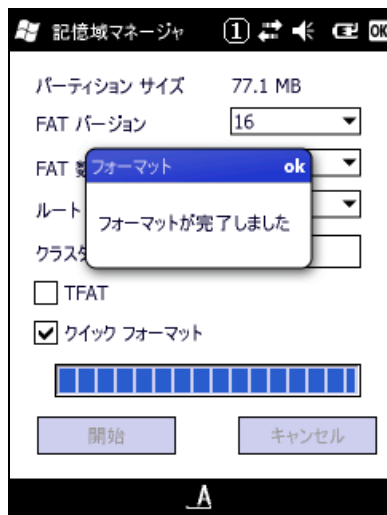 記憶域マネージャ 1 OK
パーティション サイズ 77.1 MB
FAT バージョン 16
FAT
フォーマット ok
ルート
フォーマットが完了しました
クラスタ
TFAT
クイック フォーマット
開始 キャンセル
A